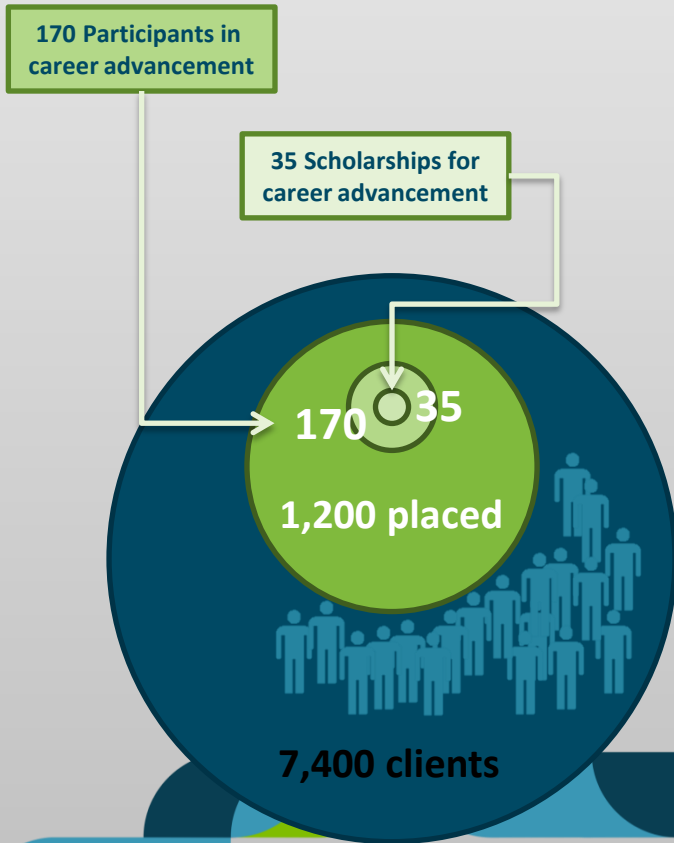 170 Participants in
career advancement
35 Scholarships for
career advancement
170
35
1,200 placed
7,400 clients